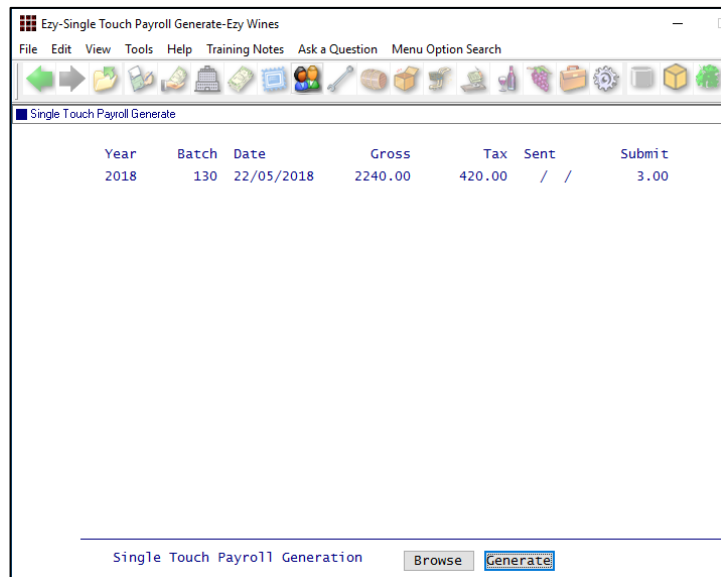 Ezy-Single Touch Payroll Generate-Ezy Wines
File Edit View Tools Help Training Notes Ask a Question Menu Option Search
Single Touch Payroll Generate
Year Batch Date Gross Tax Sent Submit
2018 130 22/05/2018 2240.00 420.00 / / 3.00
Single Touch Payroll Generation Browse Generate